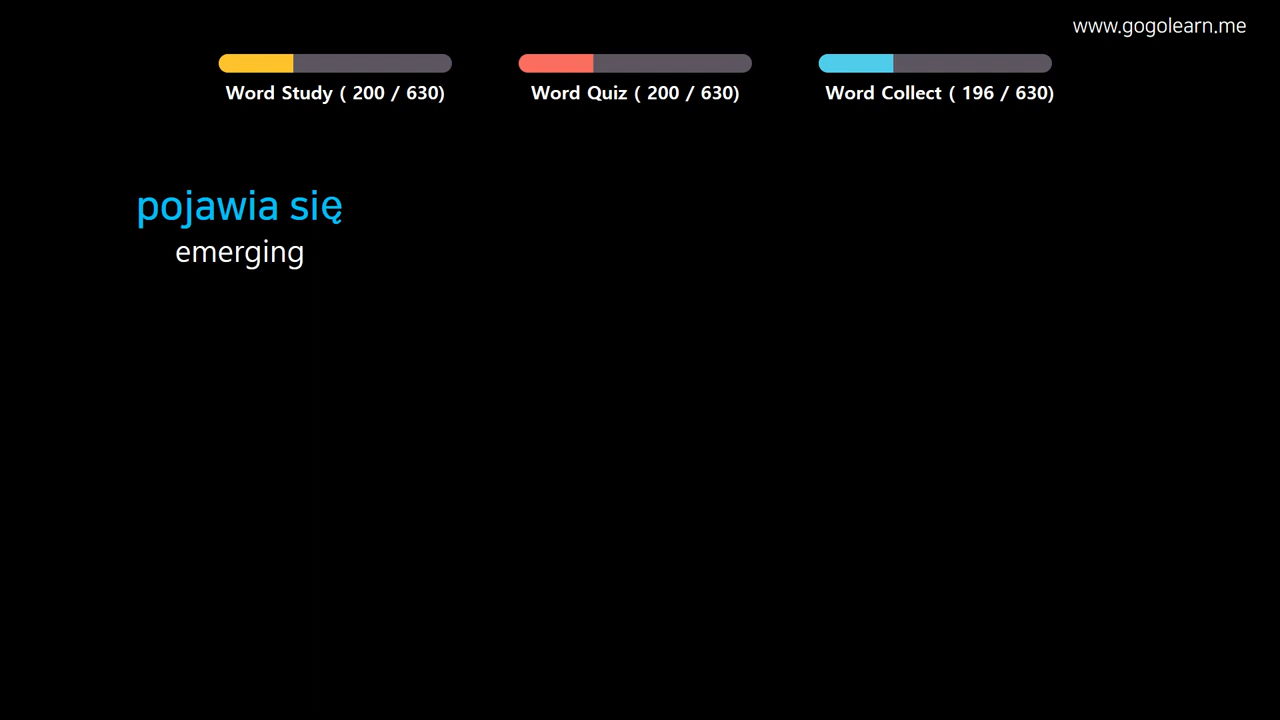 www.gogolearn.me
Word Study ( 200 / 630)
Word Quiz ( 200 / 630)
Word Collect ( 196 / 630)
pojawia się
emerging